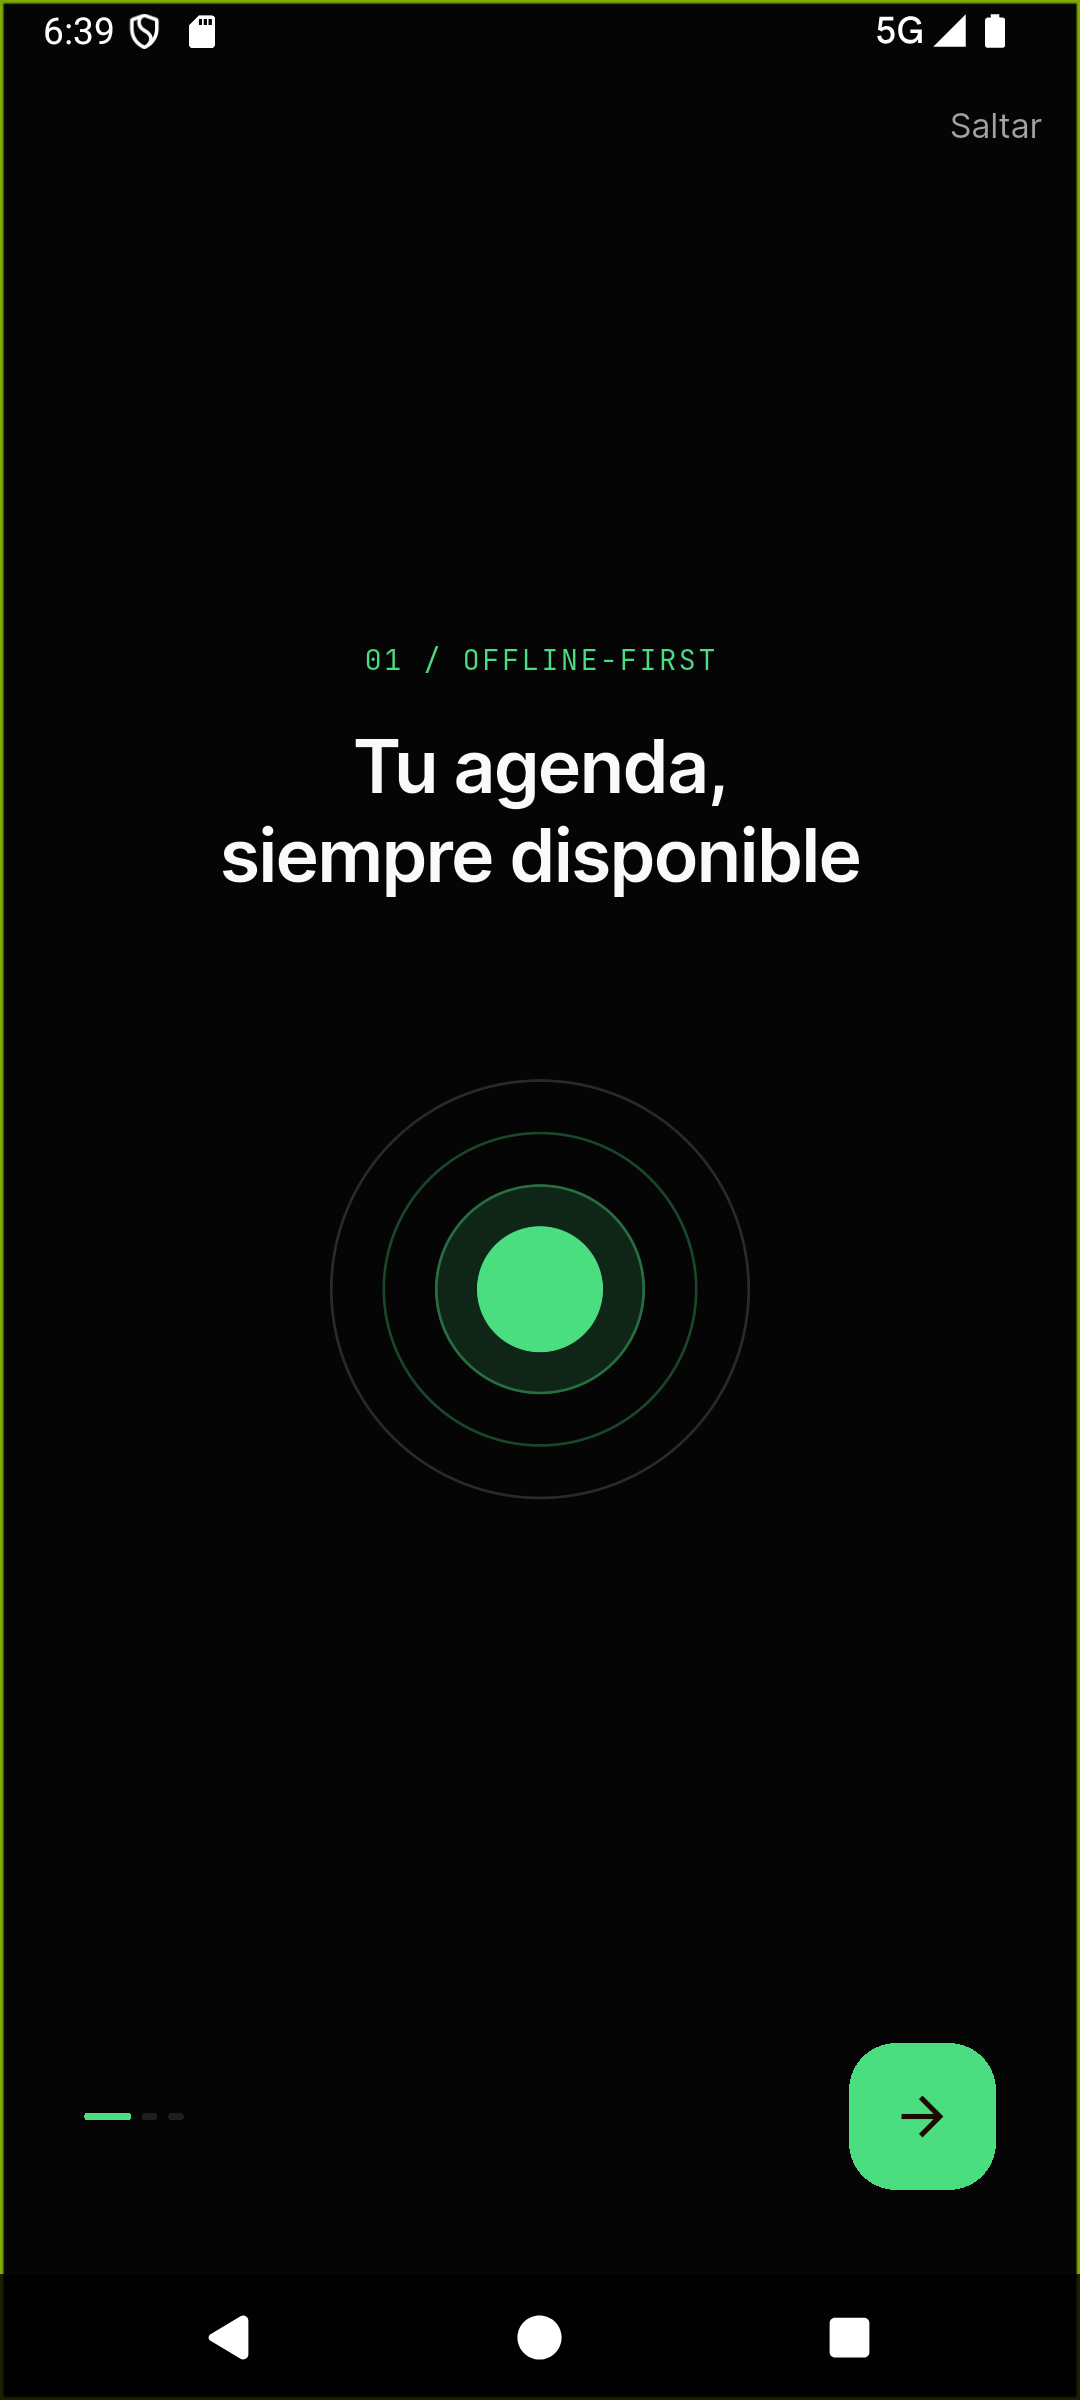 6:39
5G
Saltar
01 / OFFLINE-FIRST
Tu agenda,
siempre disponible